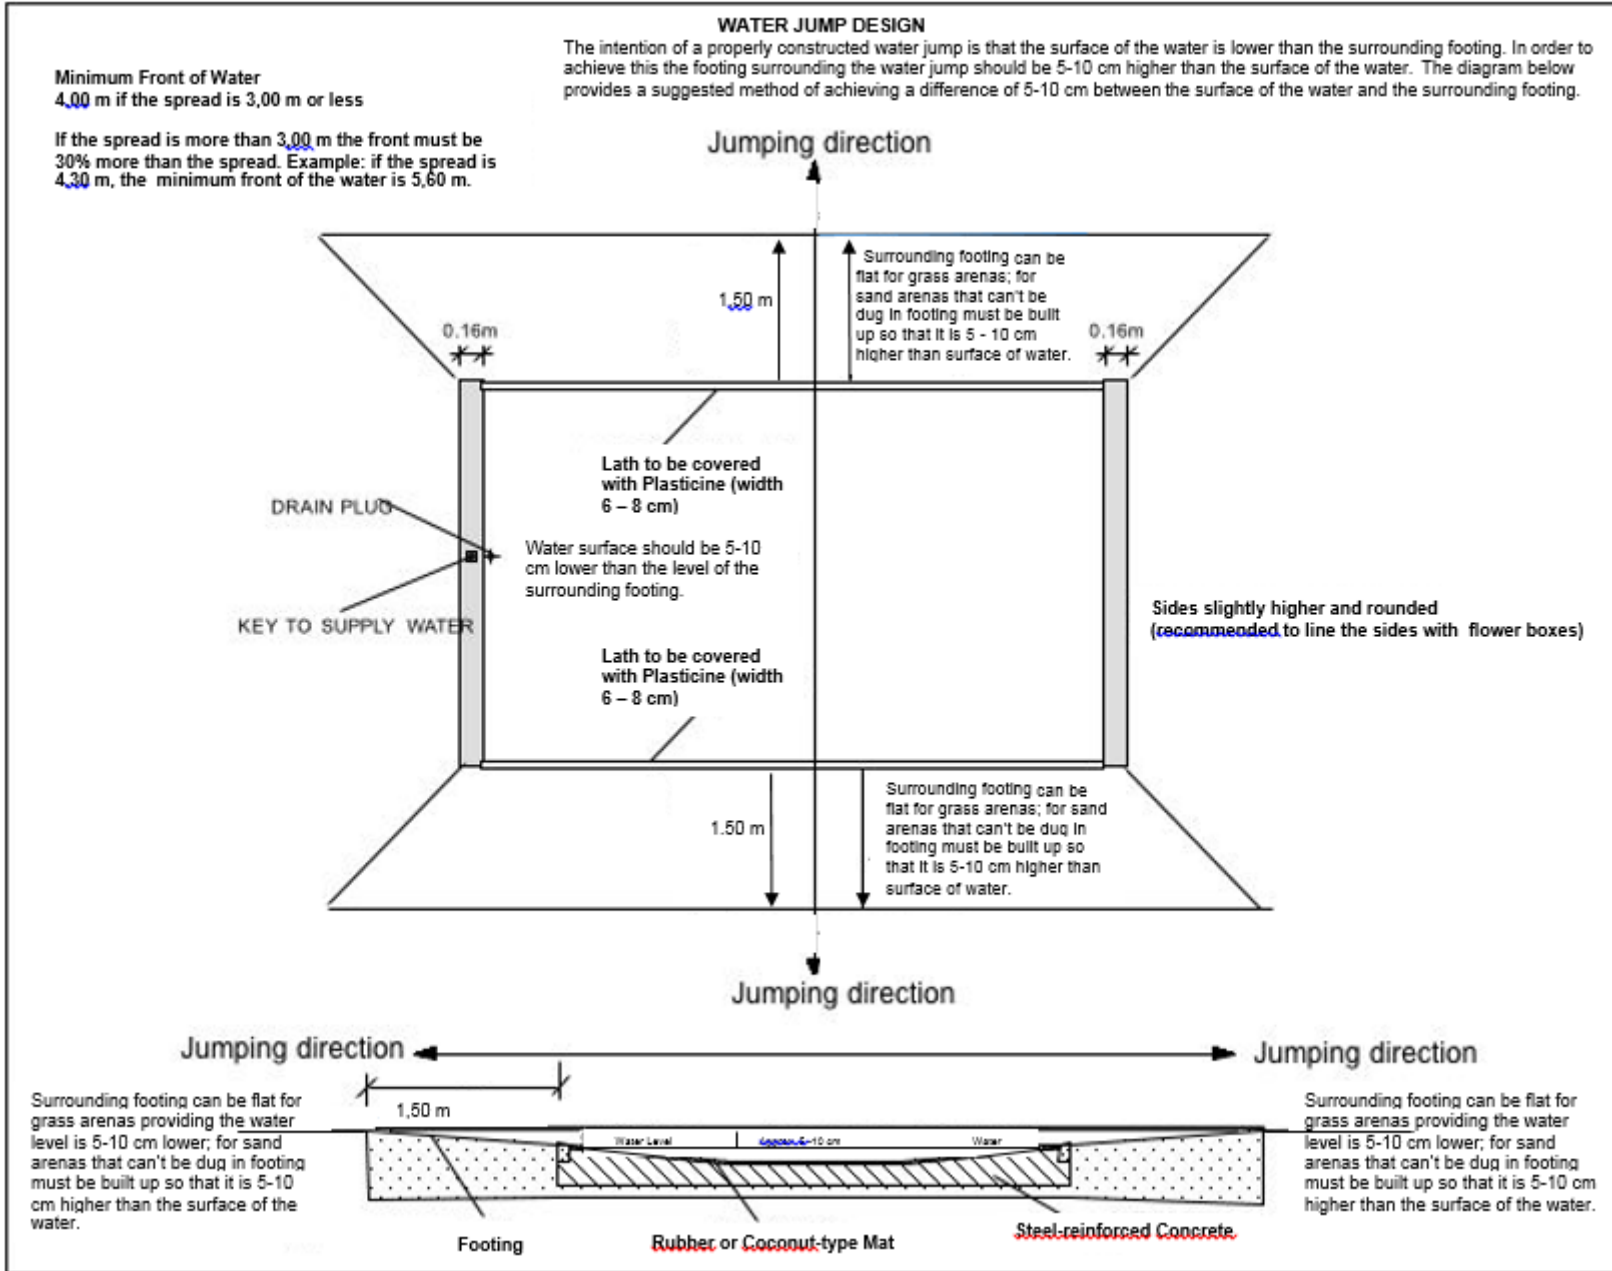 WATER JUMP DESIGN
The intention of a properly constructed water jump is that the surface of the water is lower than the surrounding footing. In order to
achieve this the footing surrounding the water jump should be 5-10 cm higher than the surface of the water. The diagram below
provides a suggested method of achieving a difference of 5-10 cm between the surface of the water and the surrounding footing.
Minimum Front of Water
4,00 m if the spread is 3,00 m or less
If the spread is more than 3,00 m the front must be
30% more than the spread. Example: if the spread is
4,30 m, the minimum front of the water is 5,60 m.
Jumping direction
1,50 m
Surrounding footing can be
flat for grass arenas; for
sand arenas that can't be
dug in footing must be built
up so that it is 5 - 10 cm
higher than surface of water.
0.16m
0.16m
Lath to be covered
with Plasticine (width
6 – 8 cm)
DRAIN PLUG
Water surface should be 5-10
cm lower than the level of the
surrounding footing.
KEY TO SUPPLY WATER
Sides slightly higher and rounded
(recommended to line the sides with flower boxes)
Lath to be covered
with Plasticine (width
6 – 8 cm)
1.50 m
Surrounding footing can be
flat for grass arenas; for sand
arenas that can't be dug in
footing must be built up so
that it is 5-10 cm higher than
surface of water.
Jumping direction
Jumping direction
Jumping direction
1,50 m
Surrounding footing can be flat for
grass arenas providing the water
level is 5-10 cm lower; for sand
arenas that can't be dug in footing
must be built up so that it is 5-10
cm higher than the surface of the
water.
Water Level
10 cm
Water
Surrounding footing can be flat for
grass arenas providing the water
level is 5-10 cm lower; for sand
arenas that can't be dug in footing
must be built up so that it is 5-10 cm
higher than the surface of the water.
Footing
Rubber or Coconut-type Mat
Steel-reinforced Concrete